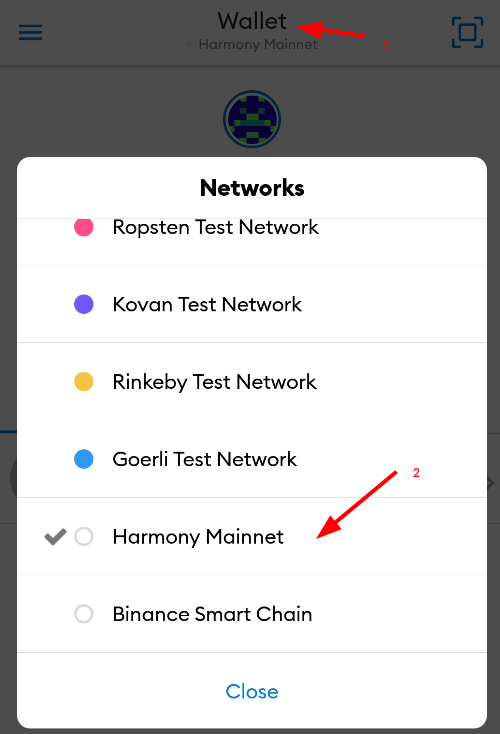 Wallet
Harmony Mainnet
1
Networks
Ropsten Test Network
Kovan Test Network
Rinkeby Test Network
Goerli Test Network
2
Harmony Mainnet
Binance Smart Chain
Close